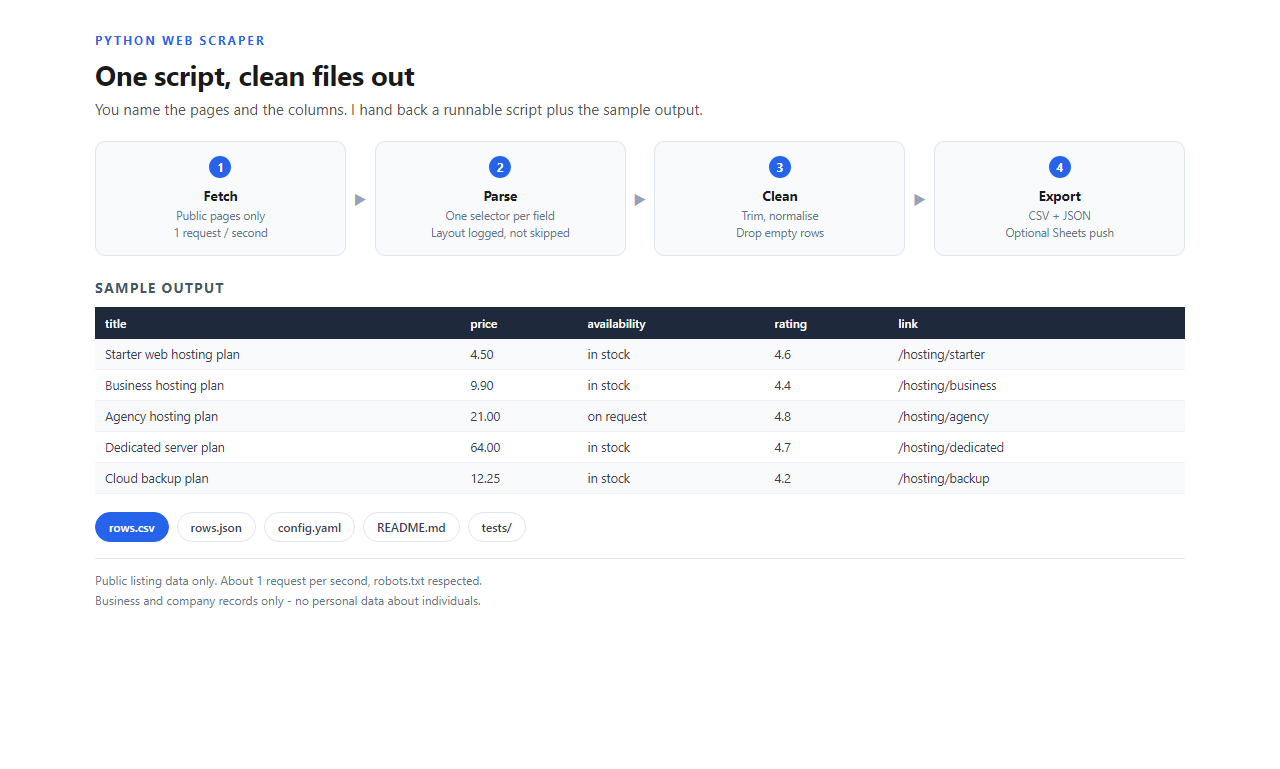 PYTHON WEB SCRAPER
One script, clean files out
You name the pages and the columns. I hand back a runnable script plus the sample output.
1
Fetch
Public pages only
1 request / second
2
Parse
One selector per field
Layout logged, not skipped
3
Clean
Trim, normalise
Drop empty rows
4
Export
CSV + JSON
Optional Sheets push
SAMPLE OUTPUT
title price availability rating link
Starter web hosting plan 4.50 in stock 4.6 /hosting/starter
Business hosting plan 9.90 in stock 4.4 /hosting/business
Agency hosting plan 21.00 on request 4.8 /hosting/agency
Dedicated server plan 64.00 in stock 4.7 /hosting/dedicated
Cloud backup plan 12.25 in stock 4.2 /hosting/backup
rows.csv rows.json config.yaml README.md tests/
Public listing data only. About 1 request per second, robots.txt respected.
Business and company records only - no personal data about individuals.